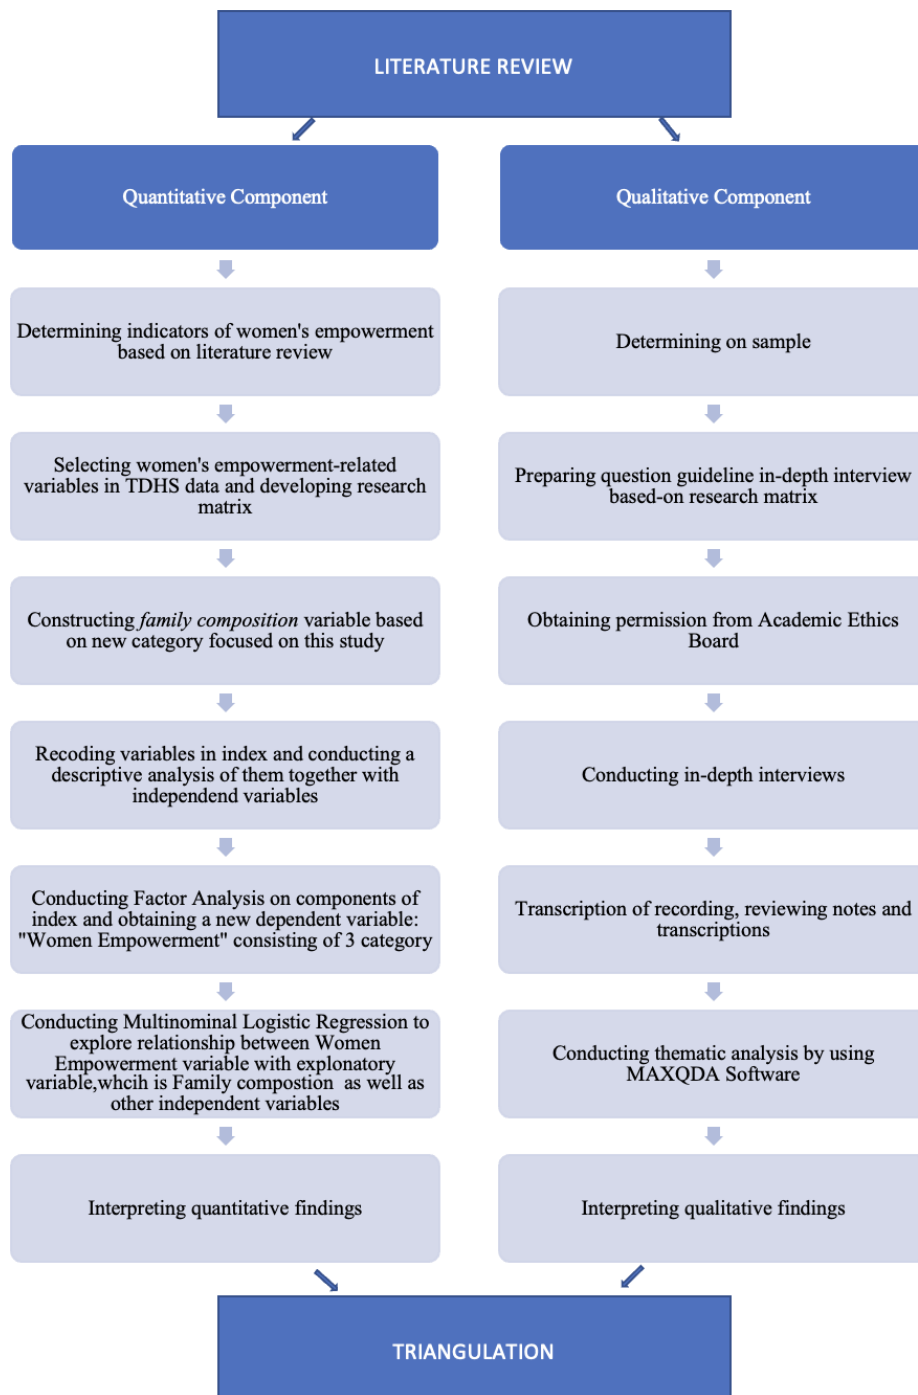 LITERATURE REVIEW
Quantitative Component
Determining indicators of women's empowerment
based on literature review
Selecting women's empowerment-related
variables in TDHS data and developing research
matrix
Constructing family composition variable based
on new category focused on this study
Recoding variables in index and conducting a
descriptive analysis of them together with
independend variables
Conducting Factor Analysis on components of
index and obtaining a new dependent variable:
"Women Empowerment" consisting of 3 category
Conducting Multinominal Logistic Regression to
explore relationship between Women
Empowerment variable with explonatory
variable,whcih is Family compostion as well as
other independent variables
Interpreting quantitative findings
Qualitative Component
Determining on sample
Preparing question guideline in-depth interview
based-on research matrix
Obtaining permission from Academic Ethics
Board
Conducting in-depth interviews
Transcription of recording, reviewing notes and
transcriptions
Conducting thematic analysis by using
MAXQDA Software
Interpreting qualitative findings
TRIANGULATION